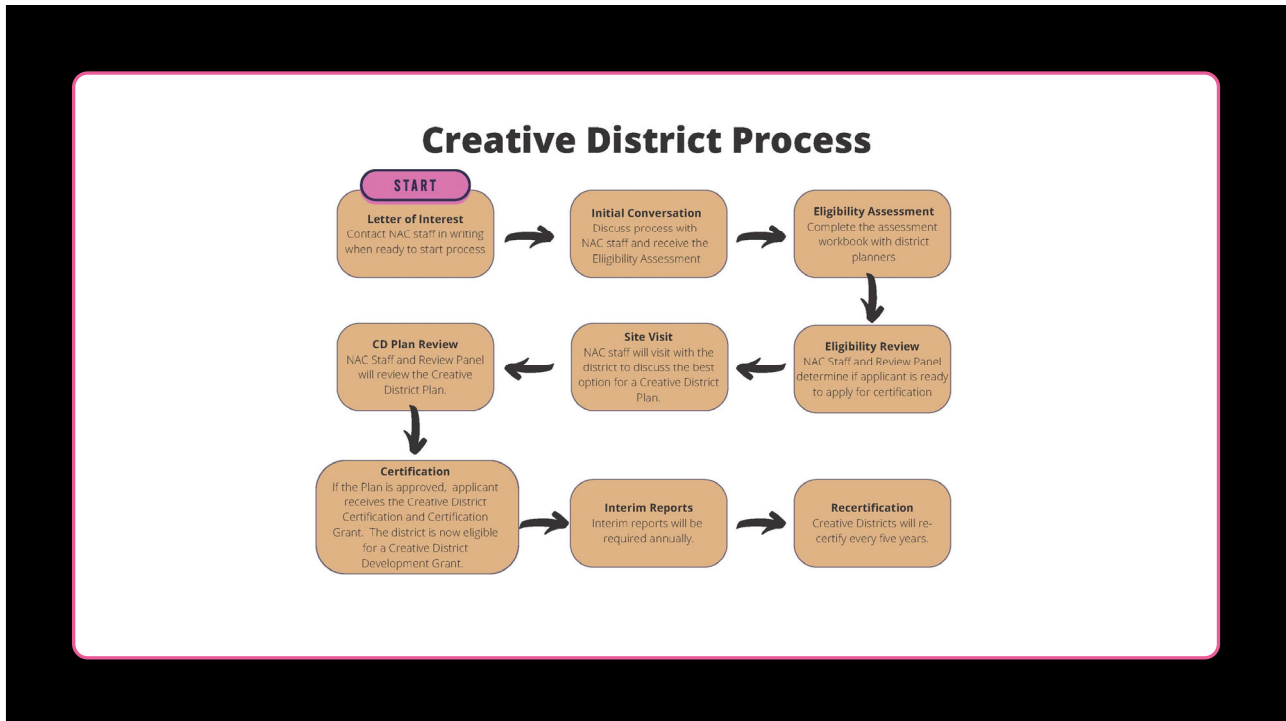 Creative District Process
START
Letter of Interest
Contact NAC staff in writing
when ready to start process
Initial Conversation
Discuss process with
NAC staff and receive the
Eliigibility Assessment
Eligibility Assessment
Complete the assessment
workbook with district
planners
Eligibility Review
NAC Staff and Review Panel
determine if applicant is ready
to apply for certification
Site Visit
NAC staff will visit with the
district to discuss the best
option for a Creative District
Plan.
CD Plan Review
NAC Staff and Review Panel
will review the Creative
District Plan.
Certification
If the Plan is approved, applicant
receives the Creative District
Certification and Certification
Grant. The district is now eligible
for a Creative District
Development Grant.
Interim Reports
Interim reports will be
required annually.
Recertification
Creative Districts will re-
certify every five years.